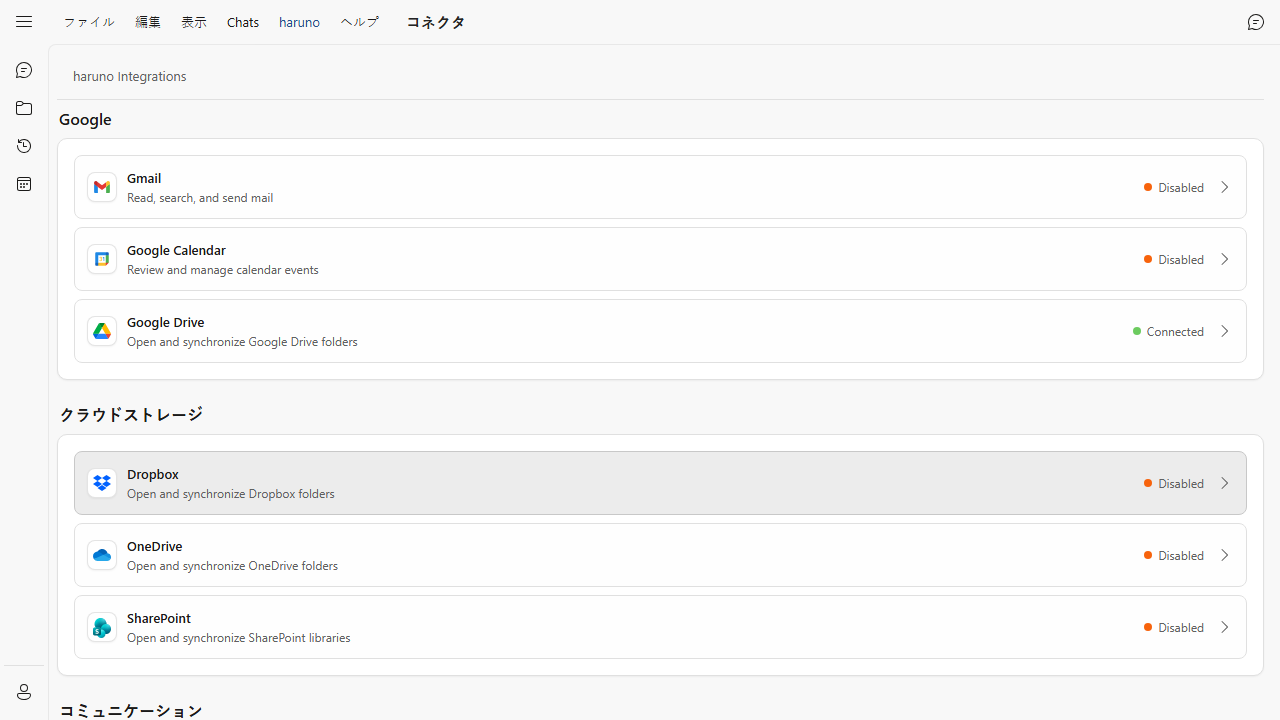 ファイル 編集 表示 Chats haruno ヘルプ コネクタ
haruno Integrations
Google
Gmail
Read, search, and send mail
Disabled
Google Calendar
Review and manage calendar events
Disabled
Google Drive
Open and synchronize Google Drive folders
Connected
クラウドストレージ
Dropbox
Open and synchronize Dropbox folders
Disabled
OneDrive
Open and synchronize OneDrive folders
Disabled
SharePoint
Open and synchronize SharePoint libraries
Disabled
コミュニケーション